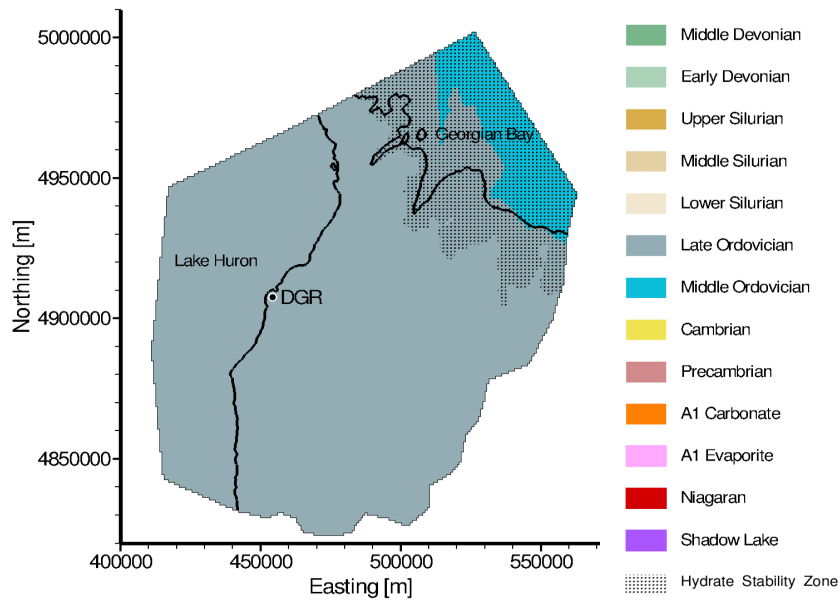 5000000
4950000
4900000
4850000
Northing [m]
400000
450000
500000
550000
Easting [m]
Georgian Bay
Lake Huron
DGR
Middle Devonian
Early Devonian
Upper Silurian
Middle Silurian
Lower Silurian
Late Ordovician
Middle Ordovician
Cambrian
Precambrian
A1 Carbonate
A1 Evaporite
Niagaran
Shadow Lake
Hydrate Stability Zone